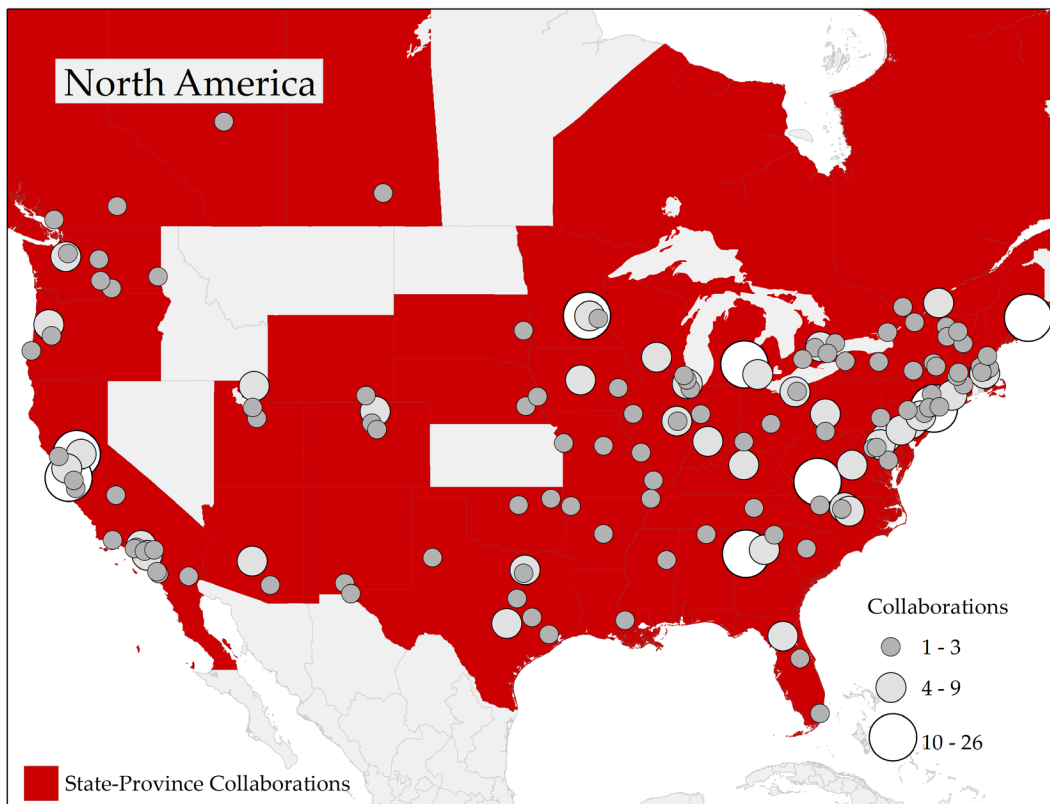 North America
Collaborations
1 - 3
4 - 9
10 - 26
State-Province Collaborations